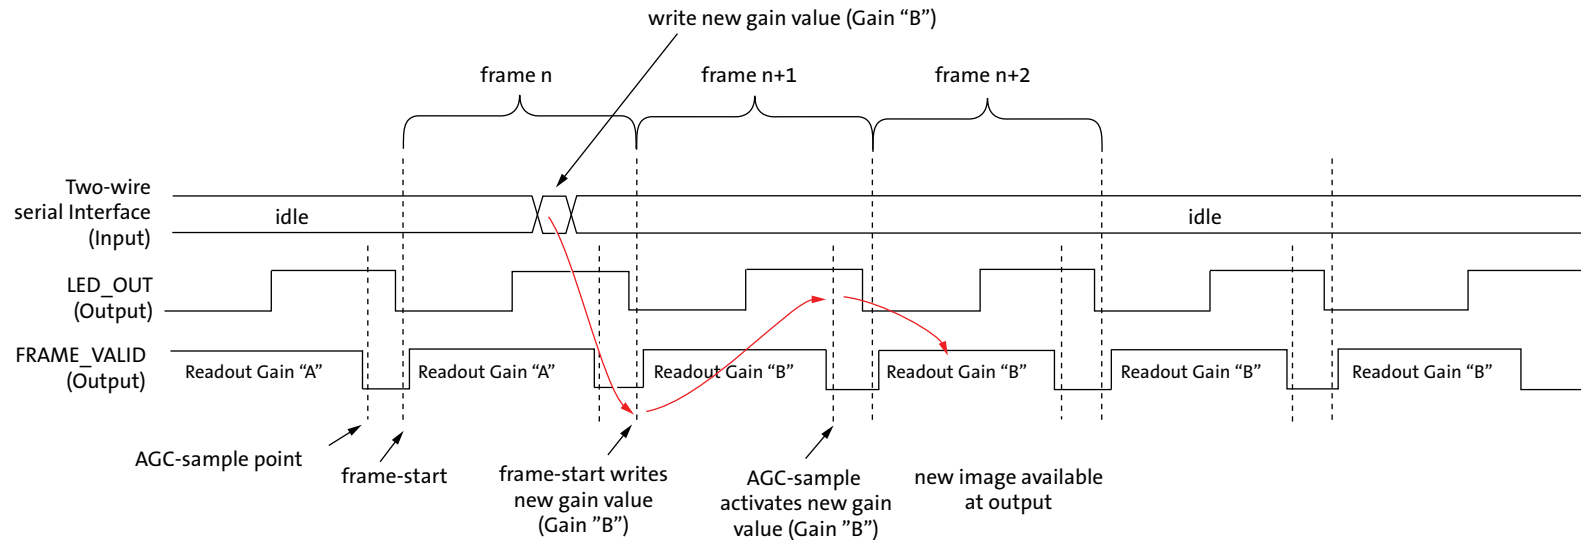 write new gain value (Gain “B”)
frame n
frame n+1
frame n+2
Two-wire
serial Interface
(Input)
idle
idle
LED_OUT
(Output)
FRAME_VALID
(Output)
Readout Gain “A”
Readout Gain “A”
Readout Gain “B”
Readout Gain “B”
Readout Gain “B”
Readout Gain “B”
AGC-sample point
frame-start
frame-start writes
new gain value
(Gain ”B”)
AGC-sample
activates new gain
value (Gain ”B”)
new image available
at output